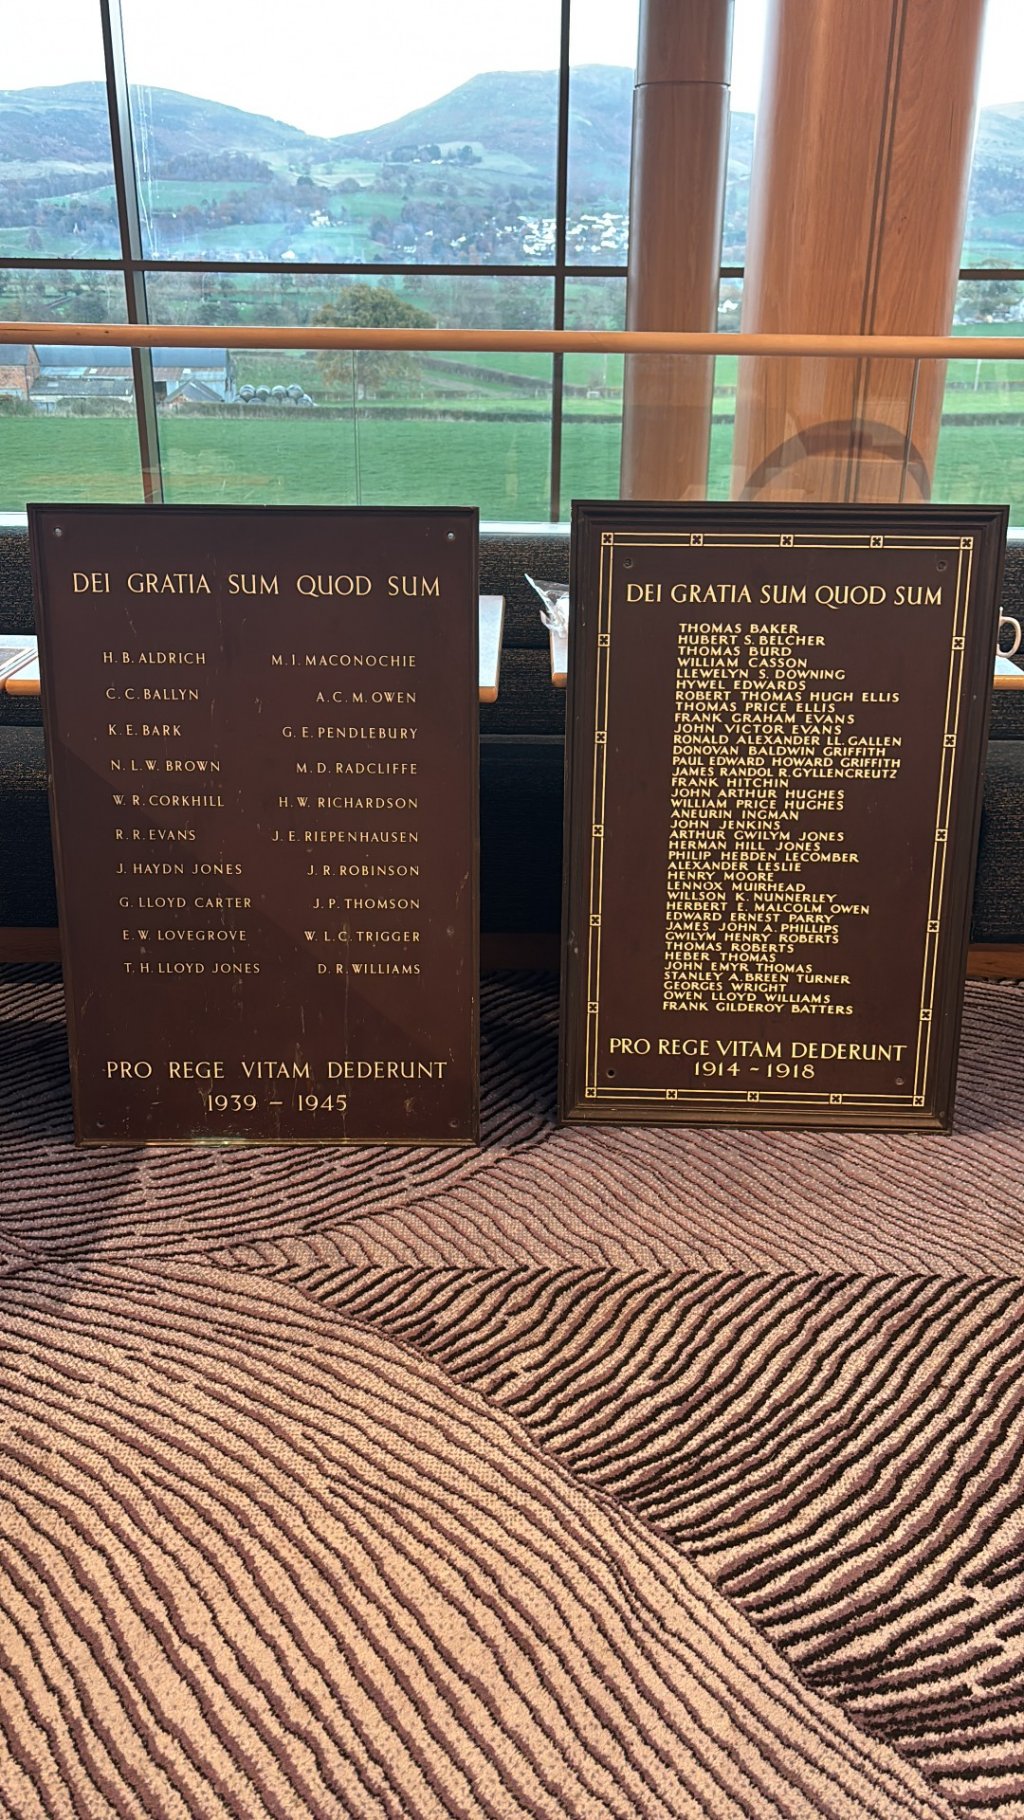 DEI GRATIA SUM QUOD SUM
H. B. ALDRICH
C. C. BALLYN
K. E. BARK
N. L. W. BROWN
W. R. CORKHILL
R. R. EVANS
J. HAYDN JONES
G. LLOYD CARTER
E. W. LOVEGROVE
T. H. LLOYD JONES
M. I. MACONOCHIE
A. C. M. OWEN
G. E. PENDLEBURY
M. D. RADCLIFFE
H. W. RICHARDSON
J. E. RIEPENHAUSEN
J. R. ROBINSON
J. P. THOMSON
W. L. C. TRIGGER
D. R. WILLIAMS
PRO REGE VITAM DEDERUNT
1939 – 1945
DEI GRATIA SUM QUOD SUM
THOMAS BAKER
HUBERT S. BELCHER
THOMAS BURD
WILLIAM CASSON
LLEWELYN S. DOWNING
HYWEL EDWARDS
ROBERT THOMAS HUGH ELLIS
THOMAS PRICE ELLIS
FRANK GRAHAM EVANS
JOHN VICTOR EVANS
RONALD ALEXANDER LL. GALLEN
DONOVAN BALDWIN GRIFFITH
PAUL EDWARD HOWARD GRIFFITH
JAMES RANDOL R. GYLLENCREUTZ
FRANK HITCHIN
JOHN ARTHUR HUGHES
WILLIAM PRICE HUGHES
ANEURIN INGMAN
JOHN JENKINS
ARTHUR GWILYM JONES
HERMAN HILL JONES
PHILIP HEBDEN LECOMBER
ALEXANDER LESLIE
HENRY MOORE
LENNOX MUIRHEAD
WILLSON K. NUNNERLEY
HERBERT E. MALCOLM OWEN
EDWARD ERNEST PARRY
JAMES JOHN A. PHILLIPS
GWILYM HENRY ROBERTS
THOMAS ROBERTS
HEBER THOMAS
JOHN EMYR THOMAS
STANLEY A. BREEN TURNER
GEORGES WRIGHT
OWEN LLOYD WILLIAMS
FRANK GILDEROY BATTERS
PRO REGE VITAM DEDERUNT
1914 - 1918